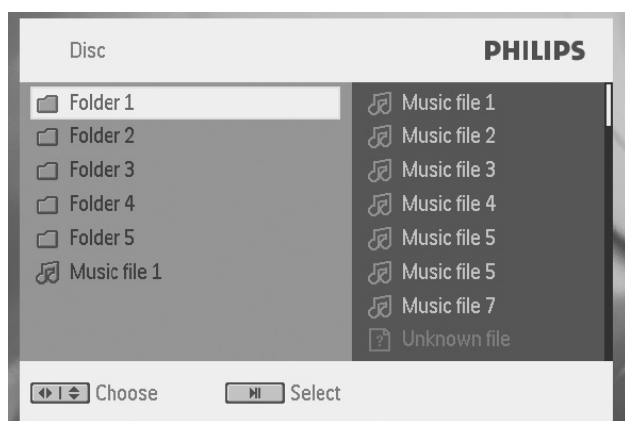 Disc
PHILIPS
Folder 1
Folder 2
Folder 3
Folder 4
Folder 5
Music file 1
Music file 1
Music file 2
Music file 3
Music file 4
Music file 5
Music file 5
Music file 7
Unknown file
Choose
Select